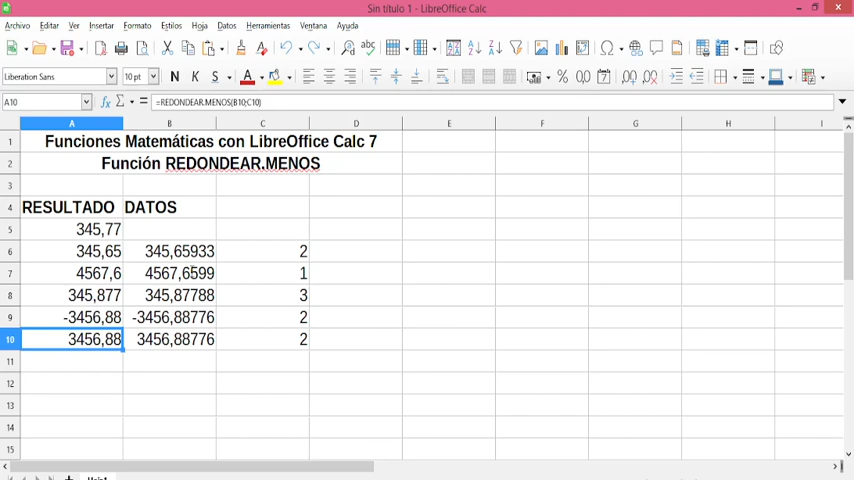 Sin título 1 - LibreOffice Calc
Archivo Editar Ver Insertar Formato Estilos Hoja Datos Herramientas Ventana Ayuda
Liberation Sans 10 pt N K S A
A10 =REDONDEAR.MENOS(B10;C10)
A B C D E F G H I
1 Funciones Matemáticas con LibreOffice Calc 7
2 Función REDONDEAR.MENOS
3
4 RESULTADO DATOS
5 345,77
6 345,65 345,65933 2
7 4567,6 4567,6599 1
8 345,877 345,87788 3
9 -3456,88 -3456,88776 2
10 3456,88 3456,88776 2
11
12
13
14
15
Hoja1